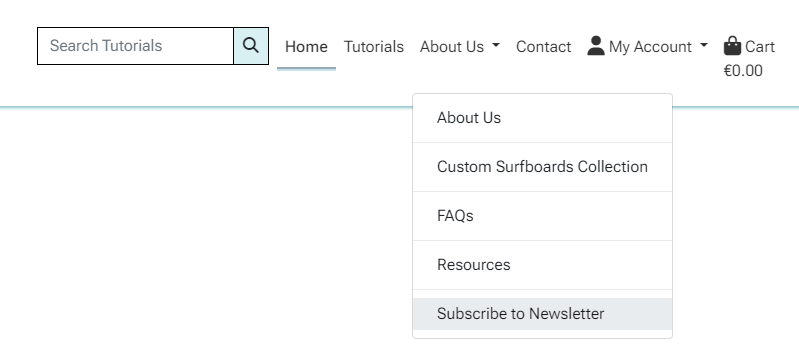 Search Tutorials
Home
Tutorials
About Us
Contact
My Account
Cart
€0.00
About Us
Custom Surfboards Collection
FAQs
Resources
Subscribe to Newsletter